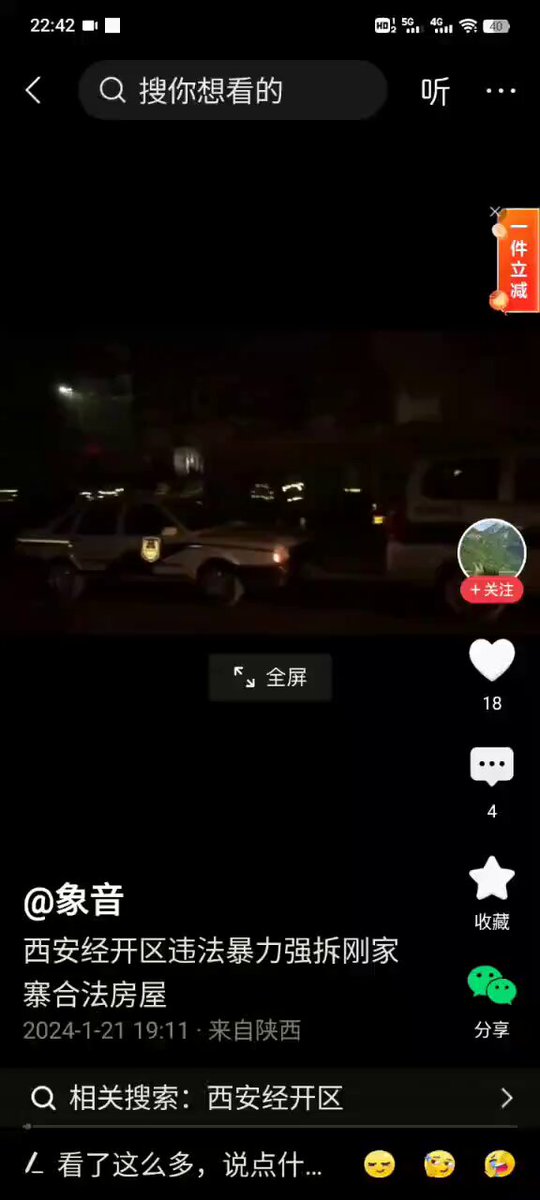 22:42
HD 1 2 5G 4G 40
搜你想看的
听
一件立减
全屏
+关注
18
4
收藏
分享
@象音
西安经开区违法暴力强拆刚家
寨合法房屋
2024-1-21 19:11 · 来自陕西
相关搜索：西安经开区
看了这么多，说点什...